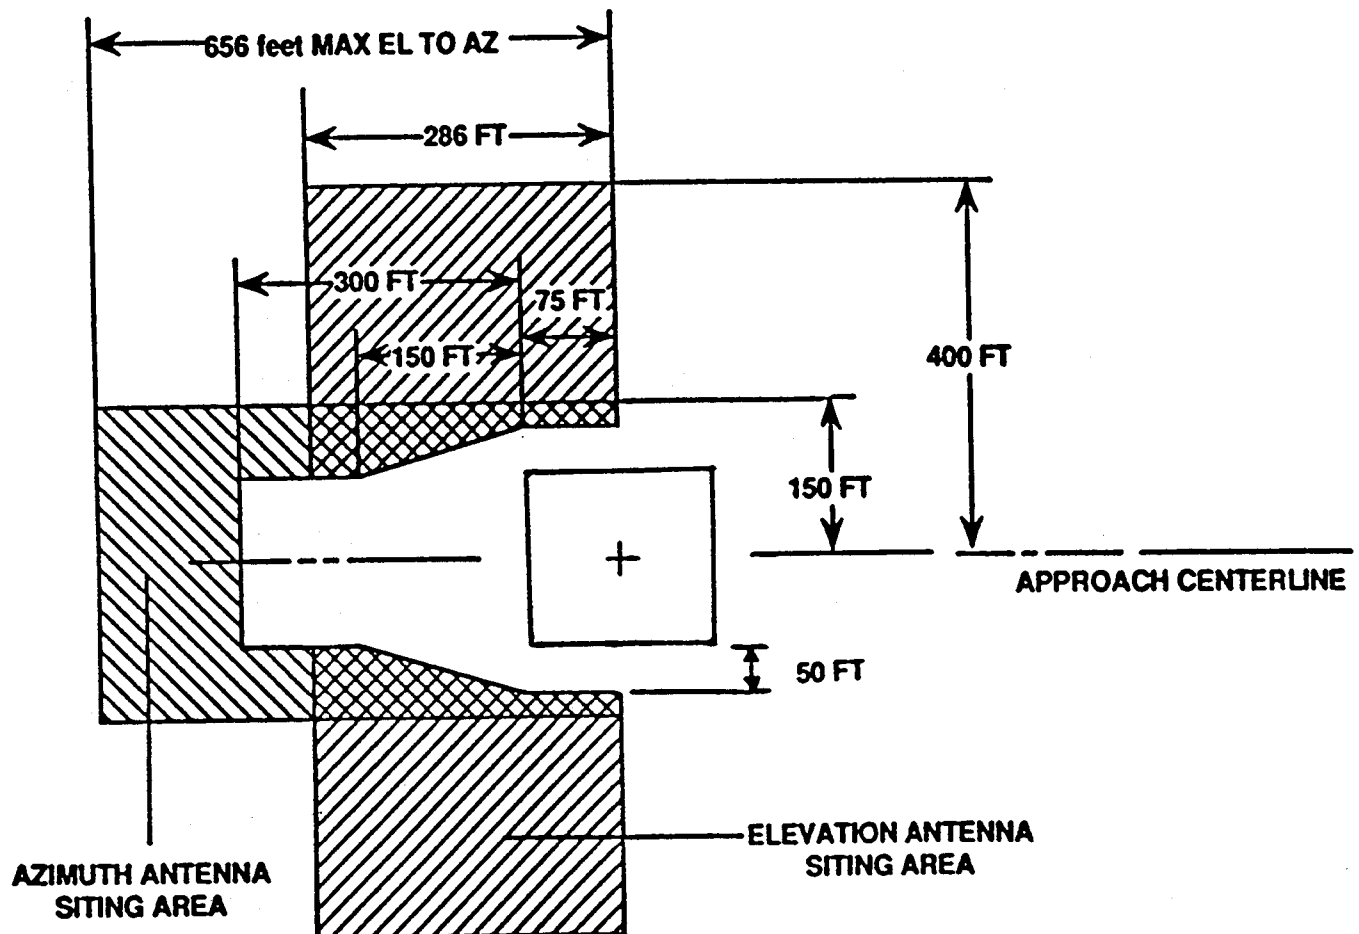 656 feet MAX EL TO AZ
286 FT
300 FT
75 FT
150 FT
400 FT
150 FT
APPROACH CENTERLINE
50 FT
ELEVATION ANTENNA
SITING AREA
AZIMUTH ANTENNA
SITING AREA